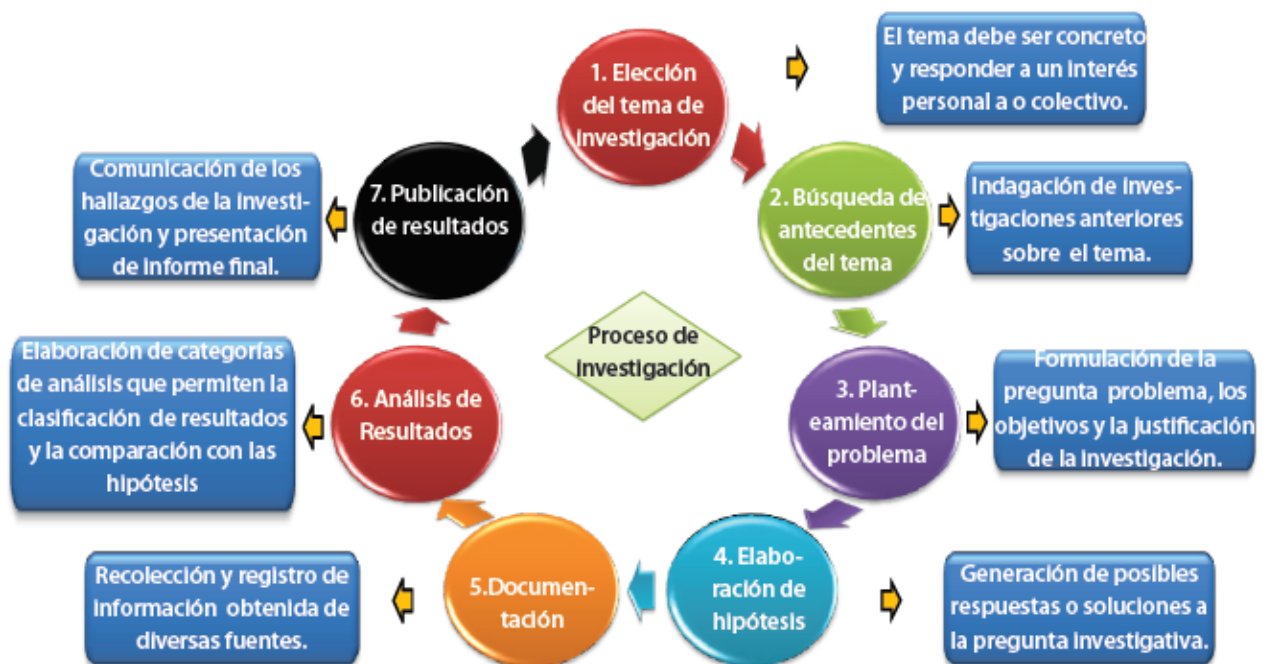 1. Elección
del tema de
investigación
El tema debe ser concreto
y responder a un interés
personal a o colectivo.
2. Búsqueda de
antecedentes
del tema
Indagación de inves-
tigaciones anteriores
sobre el tema.
3. Plant-
eamiento del
problema
Formulación de la
pregunta problema, los
objetivos y la justificación
de la investigación.
4. Elabo-
ración de
hipótesis
Generación de posibles
respuestas o soluciones a
la pregunta investigativa.
5.Documen-
tación
Recolección y registro de
información obtenida de
diversas fuentes.
6. Análisis de
Resultados
Elaboración de categorías
de análisis que permiten la
clasificación de resultados
y la comparación con las
hipótesis
7. Publicación
de resultados
Comunicación de los
hallazgos de la investi-
gación y presentación
de informe final.
Proceso de
investigación